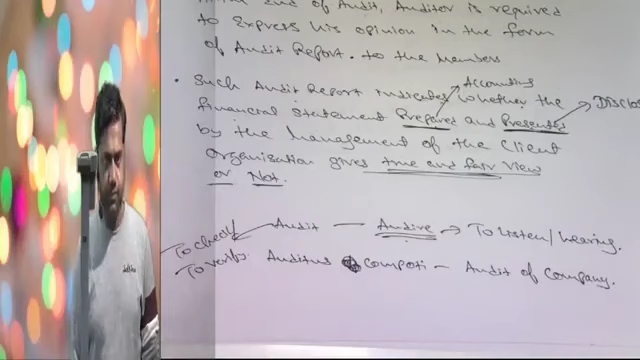 End of Audit, Auditor is required
to Express his opinion in the form
of Audit Report. to the members
Accounting
• Such Audit Report indicates whether the
financial statement Prepared and Presented
by the management of the Client
organisation gives true and fair view
or Not.
To check Audit — Audire → To Listen/Hearing.
To verify. Auditus compoti – Audit of Company.